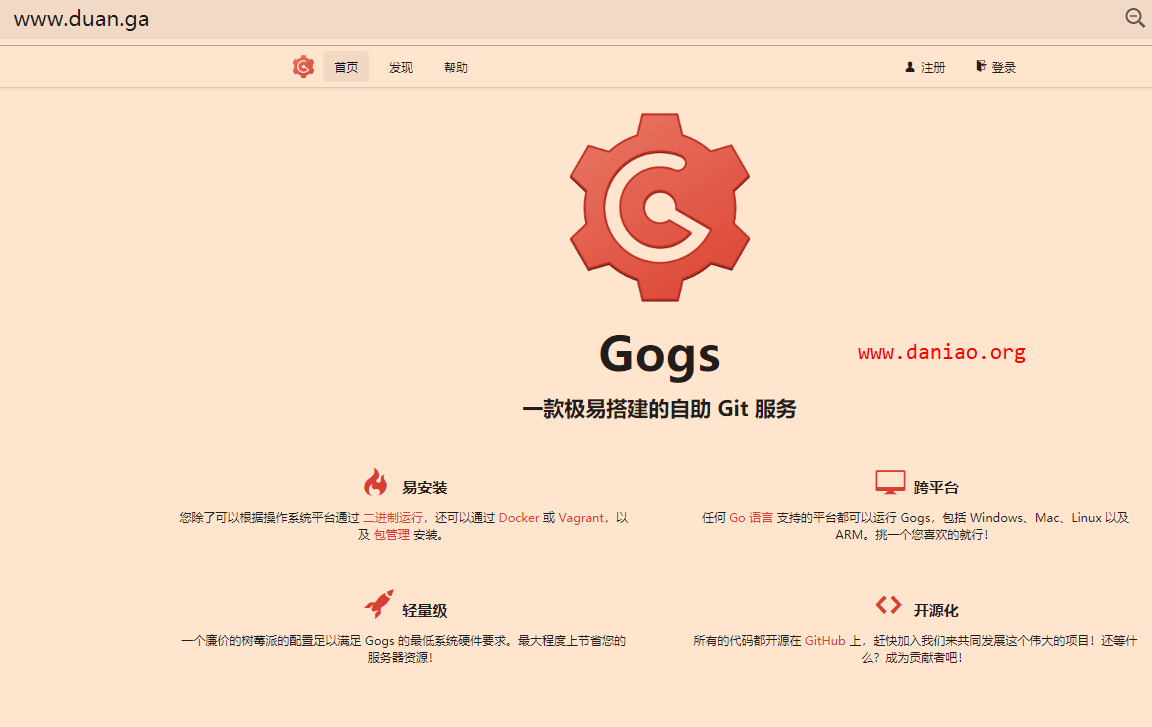 www.duan.ga
首页 发现 帮助 注册 登录
Gogs
www.daniao.org
一款极易搭建的自助 Git 服务
易安装
您除了可以根据操作系统平台通过 二进制运行，还可以通过 Docker 或 Vagrant，以
及 包管理 安装。
跨平台
任何 Go 语言 支持的平台都可以运行 Gogs，包括 Windows、Mac、Linux 以及
ARM。挑一个您喜欢的就行！
轻量级
一个廉价的树莓派的配置足以满足 Gogs 的最低系统硬件要求。最大程度上节省您的
服务器资源！
开源化
所有的代码都开源在 GitHub 上，赶快加入我们来共同发展这个伟大的项目！还等什
么？成为贡献者吧！